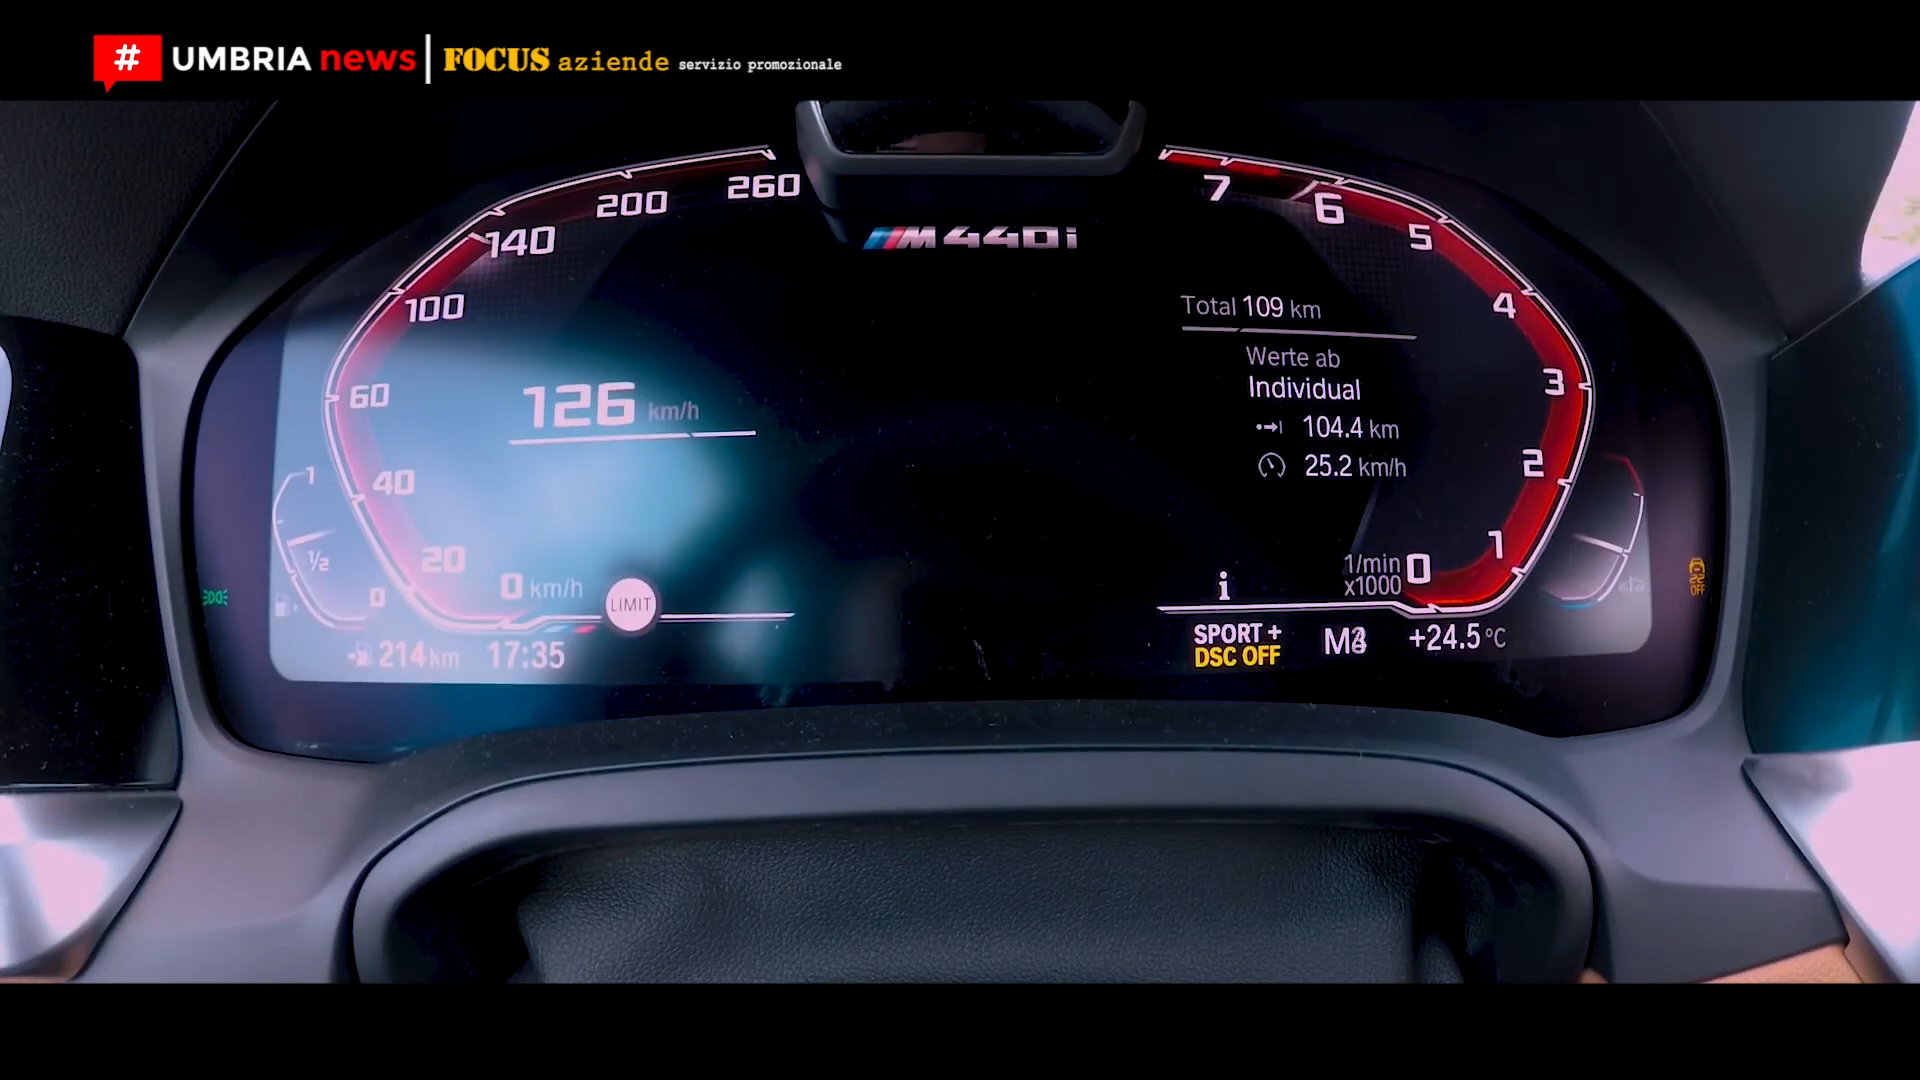 # UMBRIA news FOCUS aziende servizio promozionale
260
200
140
100
60
40
20
7
6
5
4
3
2
1
0
M440i
Total 109 km
Werte ab
Individual
104.4 km
25.2 km/h
126 km/h
1
1/2
0
0 km/h
LIMIT
214 km 17:35
1/min
x1000
i
SPORT +
DSC OFF
+24.5°C
OFF